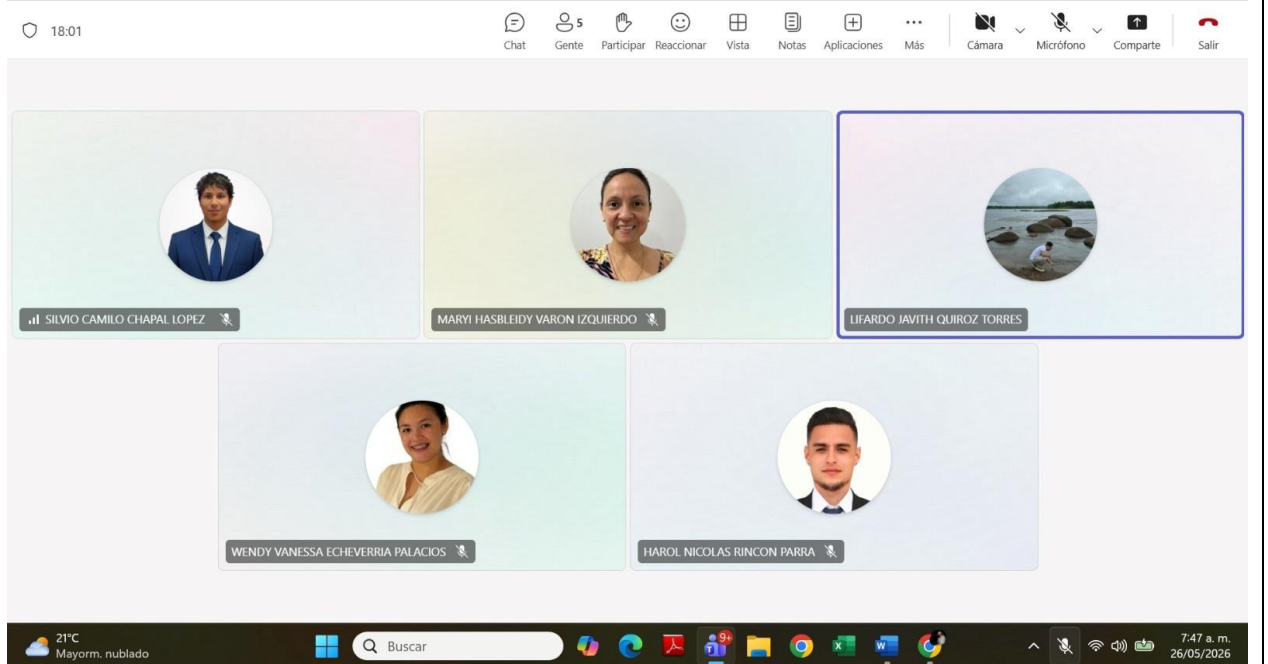 18:01
Chat
5
Gente
Participar
Reaccionar
Vista
Notas
Aplicaciones
Más
Cámara
Micrófono
Comparte
Salir
SILVIO CAMILO CHAPAL LOPEZ
MARYI HASBLEIDY VARON IZQUIERDO
LIFARDO JAVITH QUIROZ TORRES
WENDY VANESSA ECHEVERRIA PALACIOS
HAROL NICOLAS RINCON PARRA
21°C
Mayorm. nublado
Buscar
9+
7:47 a. m.
26/05/2026